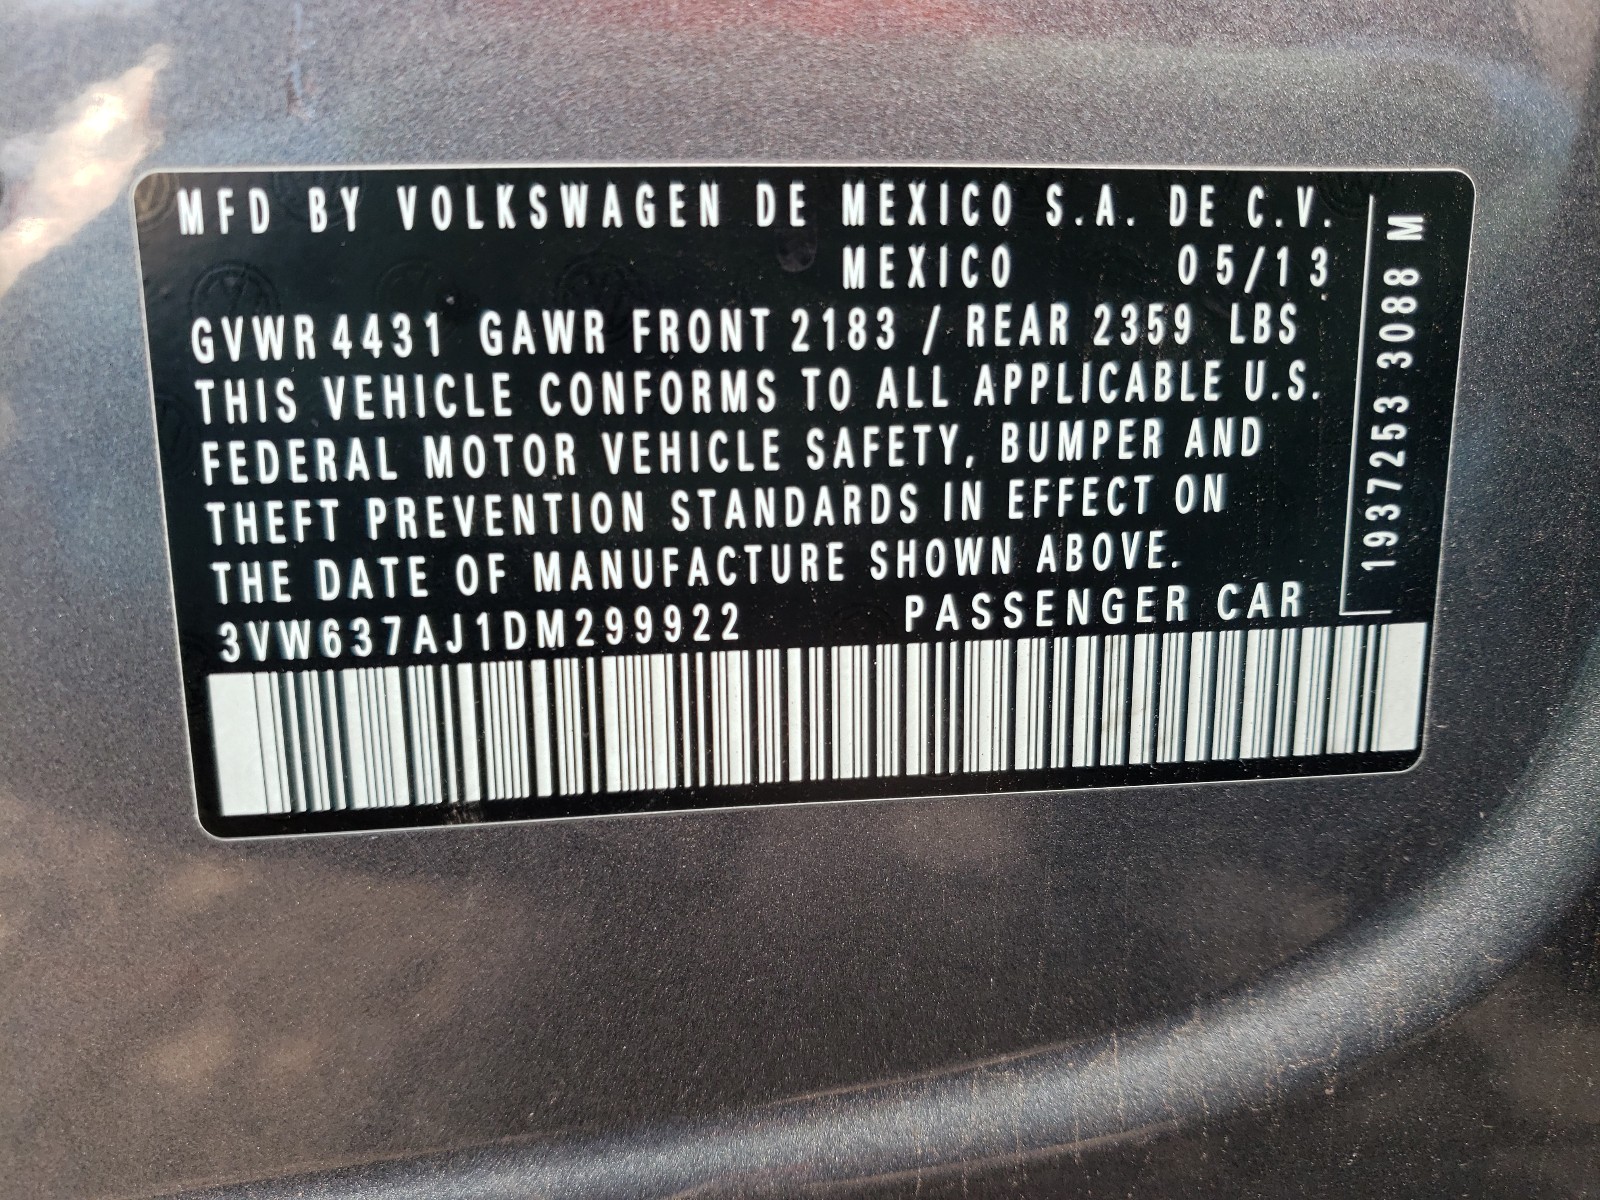 MFD BY VOLKSWAGEN DE MEXICO S.A. DE C.V.
MEXICO 05/13
GVWR 4431 GAWR FRONT 2183 / REAR 2359 LBS
THIS VEHICLE CONFORMS TO ALL APPLICABLE U.S.
FEDERAL MOTOR VEHICLE SAFETY, BUMPER AND
THEFT PREVENTION STANDARDS IN EFFECT ON
THE DATE OF MANUFACTURE SHOWN ABOVE.
3VW637AJ1DM299922 PASSENGER CAR
1937253 3088 M